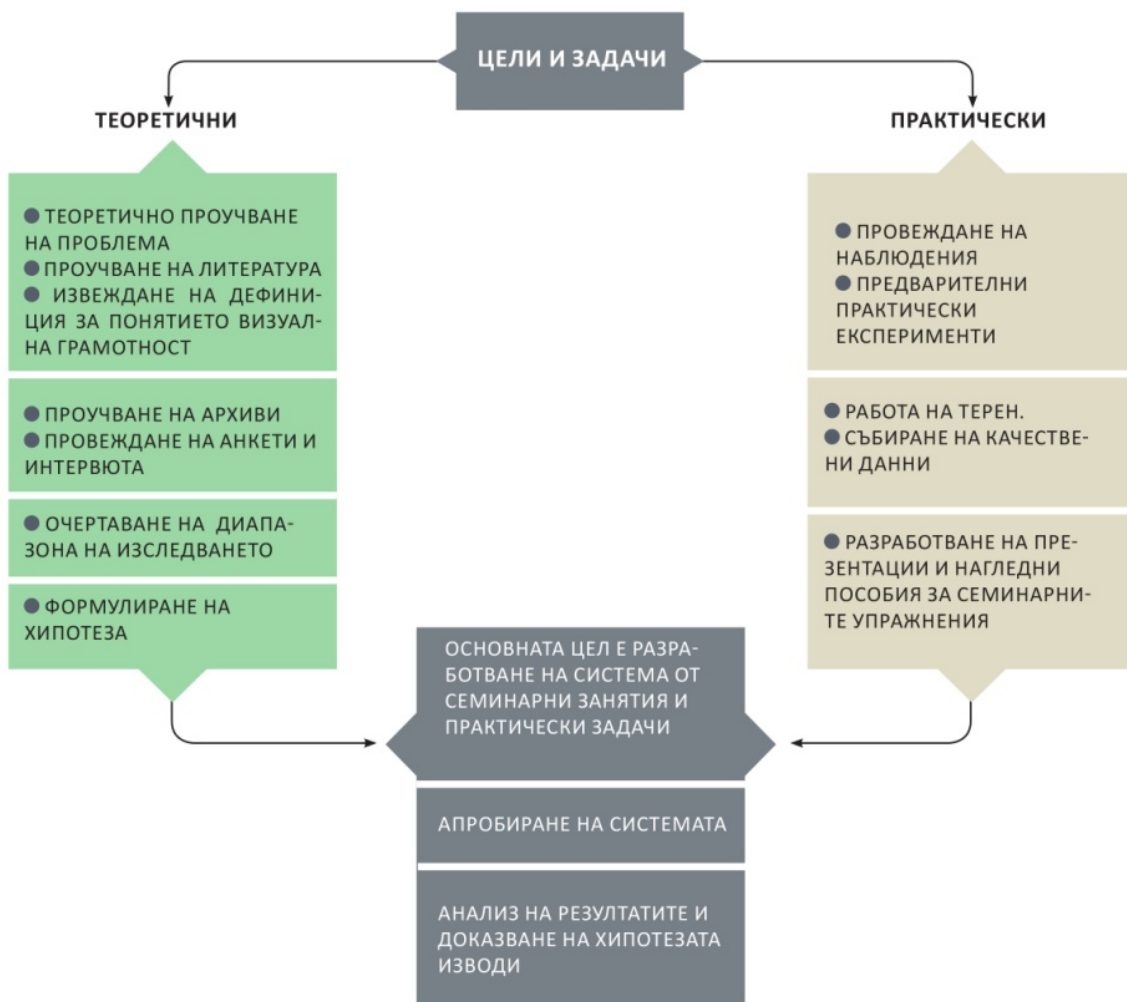 ЦЕЛИ И ЗАДАЧИ
ТЕОРЕТИЧНИ
● ТЕОРЕТИЧНО ПРОУЧВАНЕ
НА ПРОБЛЕМА
● ПРОУЧВАНЕ НА ЛИТЕРАТУРА
● ИЗВЕЖДАНЕ НА ДЕФИНИ-
ЦИЯ ЗА ПОНЯТИЕТО ВИЗУАЛ-
НА ГРАМОТНОСТ
● ПРОУЧВАНЕ НА АРХИВИ
● ПРОВЕЖДАНЕ НА АНКЕТИ И
ИНТЕРВЮТА
● ОЧЕРТАВАНЕ НА ДИАПА-
ЗОНА НА ИЗСЛЕДВАНЕТО
● ФОРМУЛИРАНЕ НА
ХИПОТЕЗА
ПРАКТИЧЕСКИ
● ПРОВЕЖДАНЕ НА
НАБЛЮДЕНИЯ
● ПРЕДВАРИТЕЛНИ
ПРАКТИЧЕСКИ
ЕКСПЕРИМЕНТИ
● РАБОТА НА ТЕРЕН.
● СЪБИРАНЕ НА КАЧЕСТВЕ-
НИ ДАННИ
● РАЗРАБОТВАНЕ НА ПРЕ-
ЗЕНТАЦИИ И НАГЛЕДНИ
ПОСОБИЯ ЗА СЕМИНАРНИ-
ТЕ УПРАЖНЕНИЯ
ОСНОВНАТА ЦЕЛ Е РАЗРА-
БОТВАНЕ НА СИСТЕМА ОТ
СЕМИНАРНИ ЗАНЯТИЯ И
ПРАКТИЧЕСКИ ЗАДАЧИ
АПРОБИРАНЕ НА СИСТЕМАТА
АНАЛИЗ НА РЕЗУЛТАТИТЕ И
ДОКАЗВАНЕ НА ХИПОТЕЗАТА
ИЗВОДИ